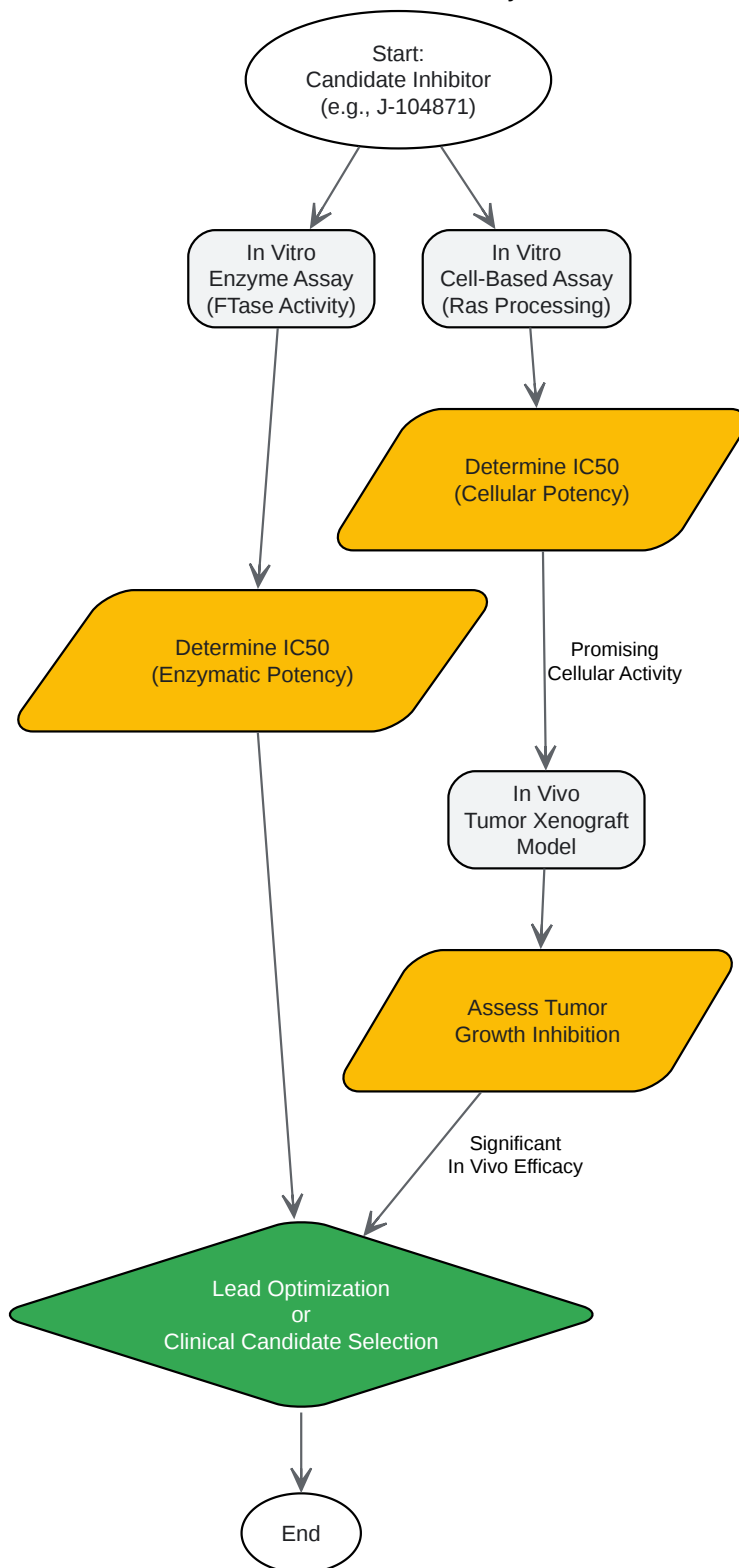 Start:
Candidate Inhibitor
(e.g., J-104871)
In Vitro
Enzyme Assay
(FTase Activity)
In Vitro
Cell-Based Assay
(Ras Processing)
Determine IC50
(Cellular Potency)
Determine IC50
(Enzymatic Potency)
Promising
Cellular Activity
In Vivo
Tumor Xenograft
Model
Assess Tumor
Growth Inhibition
Significant
In Vivo Efficacy
Lead Optimization
or
Clinical Candidate Selection
End